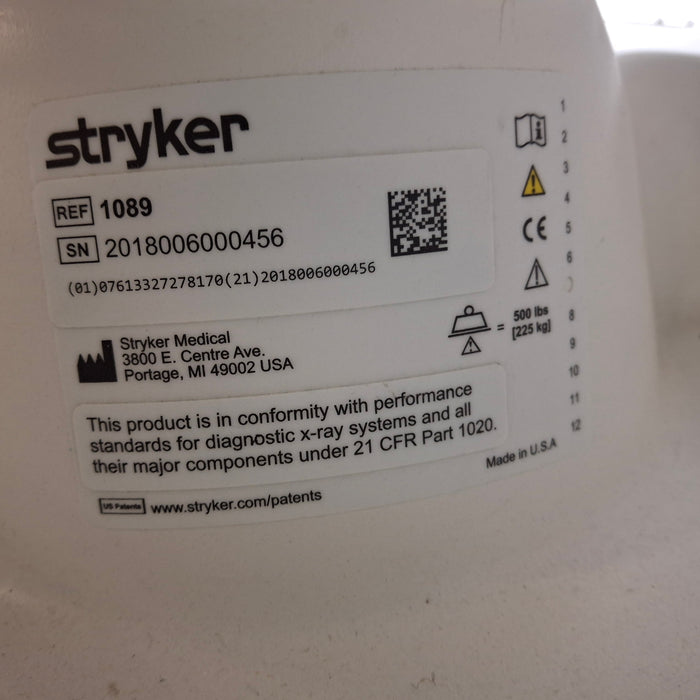 stryker
REF 1089
SN 2018006000456
(01)07613327278170(21)2018006000456
Stryker Medical
3800 E. Centre Ave.
Portage, MI 49002 USA
This product is in conformity with performance
standards for diagnostic x-ray systems and all
their major components under 21 CFR Part 1020.
US Patents www.stryker.com/patents
CE
= 500 lbs
[225 kg]
Made in U.S.A
1
2
3
4
5
6
8
9
10
11
12